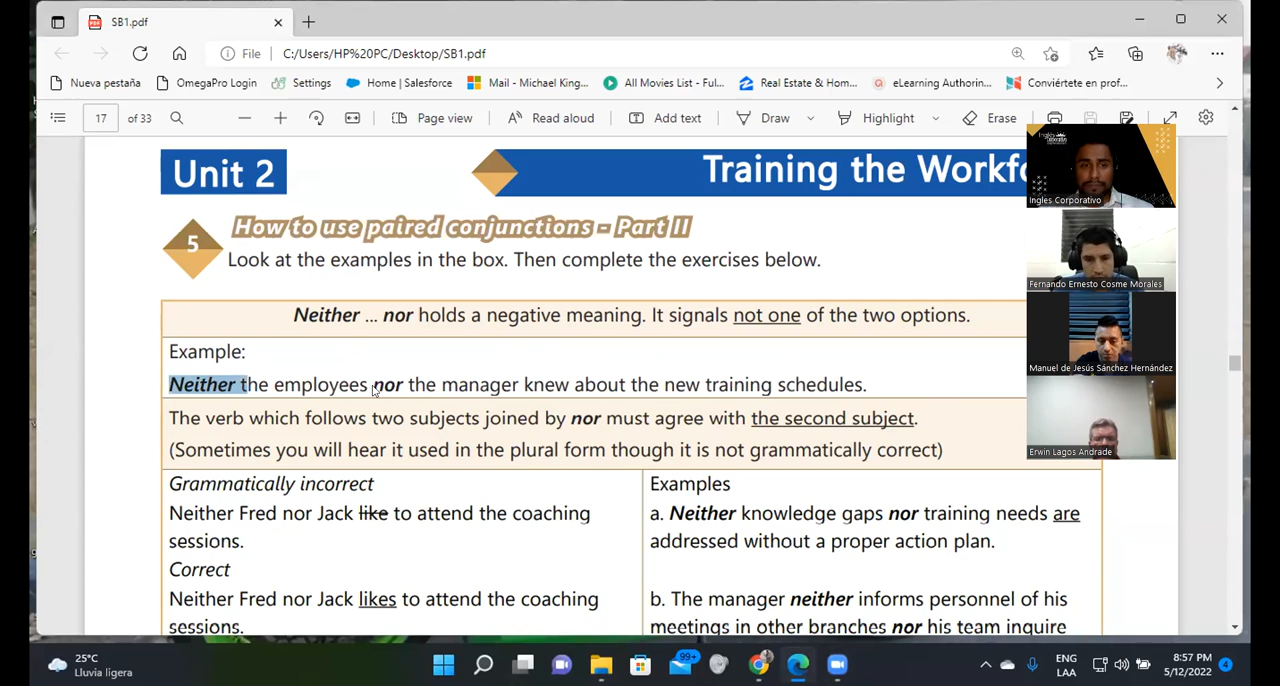 SB1.pdf
File C:/Users/HP%20PC/Desktop/SB1.pdf
Nueva pestaña OmegaPro Login Settings Home | Salesforce Mail - Michael King... All Movies List - Ful... Real Estate & Hom... eLearning Authorin... Conviértete en prof...
17 of 33 Page view Read aloud Add text Draw Highlight Erase
Unit 2 Training the Workfo
5 How to use paired conjunctions - Part II
Look at the examples in the box. Then complete the exercises below.
Neither ... nor holds a negative meaning. It signals not one of the two options.
Example:
Neither the employees nor the manager knew about the new training schedules.
The verb which follows two subjects joined by nor must agree with the second subject.
(Sometimes you will hear it used in the plural form though it is not grammatically correct)
Grammatically incorrect
Neither Fred nor Jack like to attend the coaching
sessions.
Correct
Neither Fred nor Jack likes to attend the coaching
sessions.
Examples
a. Neither knowledge gaps nor training needs are
addressed without a proper action plan.
b. The manager neither informs personnel of his
meetings in other branches nor his team inquire
Ingles Corporativo
Fernando Ernesto Cosme Morales
Manuel de Jesús Sánchez Hernández
Erwin Lagos Andrade
25°C
Lluvia ligera
99+
ENG
LAA
8:57 PM
5/12/2022
4